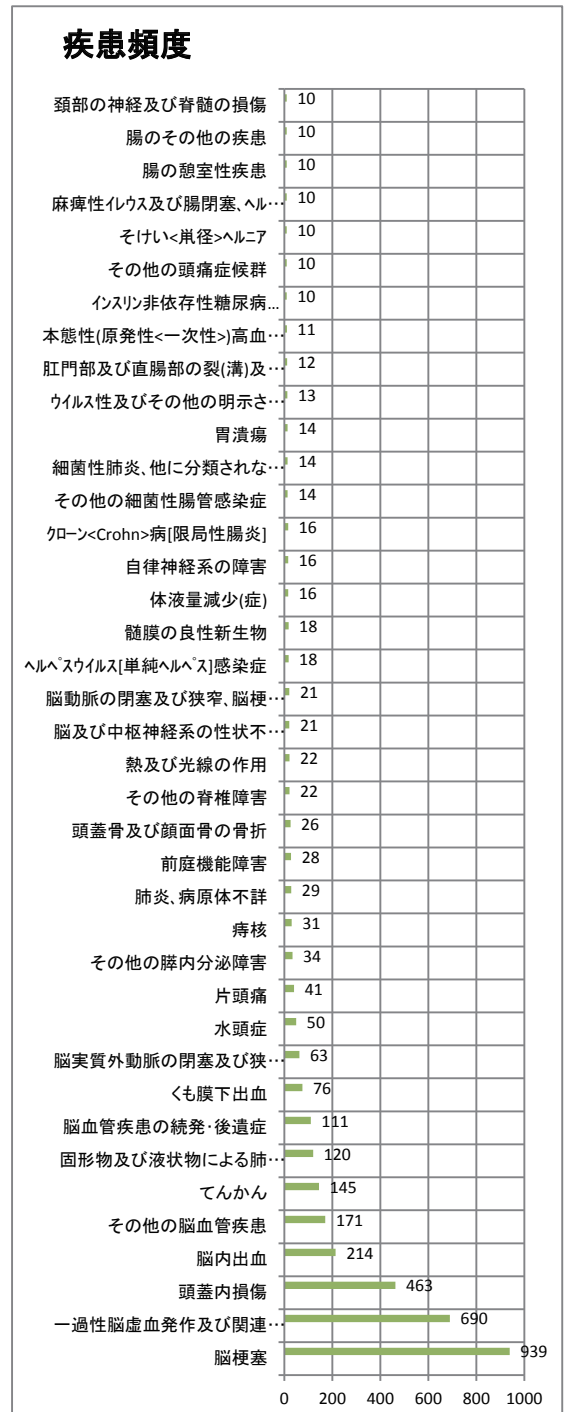 疾患頻度
頚部の神経及び脊髄の損傷 10
腸のその他の疾患 10
腸の憩室性疾患 10
麻痺性イレウス及び腸閉塞、ヘル… 10
そけい<鼡径>ヘルニア 10
その他の頭痛症候群 10
インスリン非依存性糖尿病... 10
本態性(原発性<一次性>)高血… 11
肛門部及び直腸部の裂(溝)及… 12
ウイルス性及びその他の明示さ… 13
胃潰瘍 14
細菌性肺炎、他に分類されな… 14
その他の細菌性腸管感染症 14
クローン<Crohn>病[限局性腸炎] 16
自律神経系の障害 16
体液量減少(症) 16
髄膜の良性新生物 18
ヘルペスウイルス[単純ヘルペス]感染症 18
脳動脈の閉塞及び狭窄、脳梗… 21
脳及び中枢神経系の性状不… 21
熱及び光線の作用 22
その他の脊椎障害 22
頭蓋骨及び顔面骨の骨折 26
前庭機能障害 28
肺炎、病原体不詳 29
痔核 31
その他の膵内分泌障害 34
片頭痛 41
水頭症 50
脳実質外動脈の閉塞及び狭… 63
くも膜下出血 76
脳血管疾患の続発・後遺症 111
固形物及び液状物による肺… 120
てんかん 145
その他の脳血管疾患 171
脳内出血 214
頭蓋内損傷 463
一過性脳虚血発作及び関連… 690
脳梗塞 939
0 200 400 600 800 1000